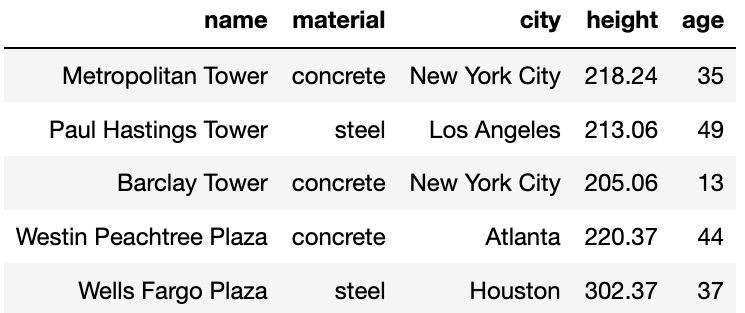 name material city height age
Metropolitan Tower concrete New York City 218.24 35
Paul Hastings Tower steel Los Angeles 213.06 49
Barclay Tower concrete New York City 205.06 13
Westin Peachtree Plaza concrete Atlanta 220.37 44
Wells Fargo Plaza steel Houston 302.37 37